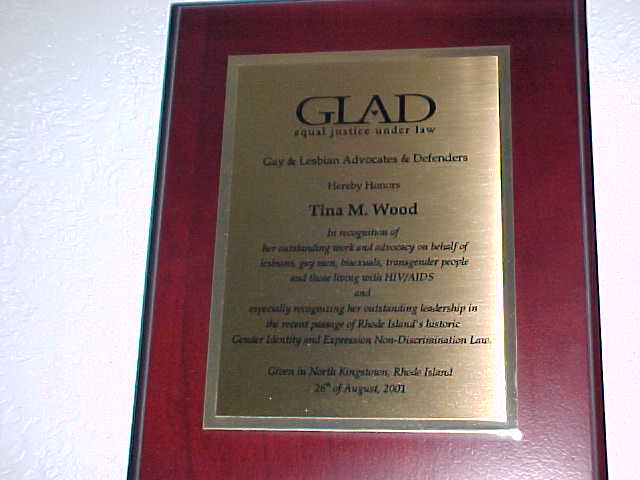 GLAD
equal justice under law
Gay & Lesbian Advocates & Defenders
Hereby Honors
Tina M. Wood
In recognition of
her outstanding work and advocacy on behalf of
lesbians, gay men, bisexuals, transgender people
and those living with HIV/AIDS
and
especially recognizing her outstanding leadership in
the recent passage of Rhode Island's historic
Gender Identity and Expression Non-Discrimination Law.
Given in North Kingstown, Rhode Island
26th of August, 2001